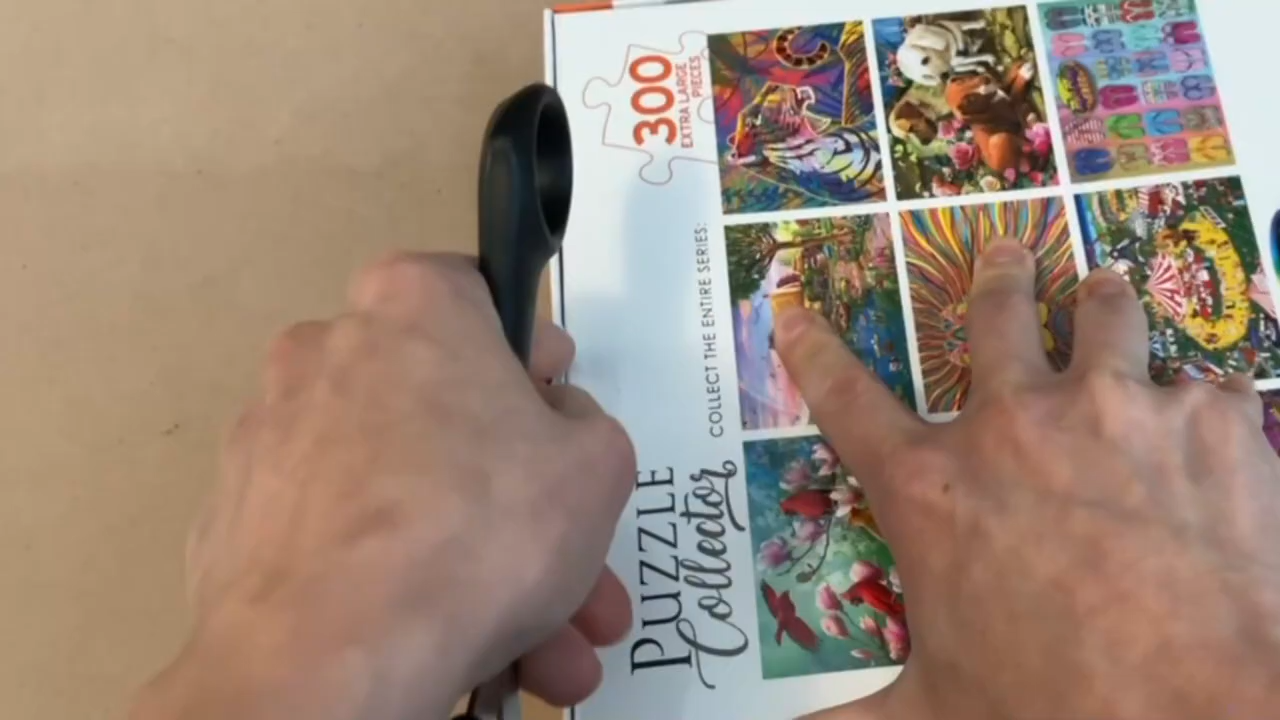 300
EXTRA LARGE
PIECES
PUZZLE
Collector
COLLECT THE ENTIRE SERIES: